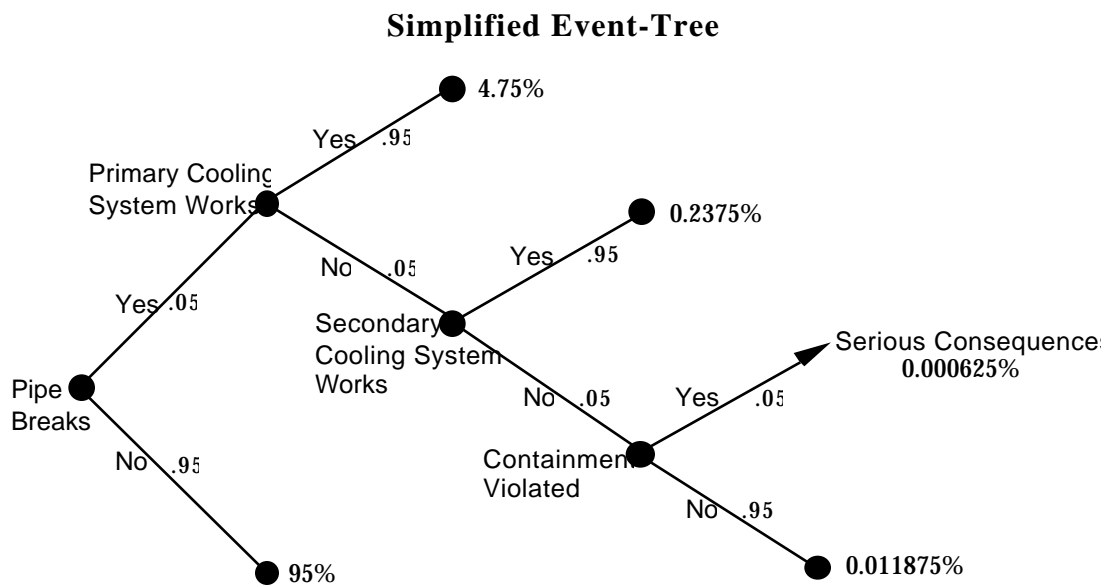 Simplified Event-Tree
4.75%
Yes .95
Primary Cooling
System Works
0.2375%
No .05
Yes .95
Yes .05
Secondary
Cooling System
Works
Serious Consequences
0.000625%
Pipe
Breaks
No .05
Yes .05
No .95
Containment
Violated
No .95
95%
0.011875%